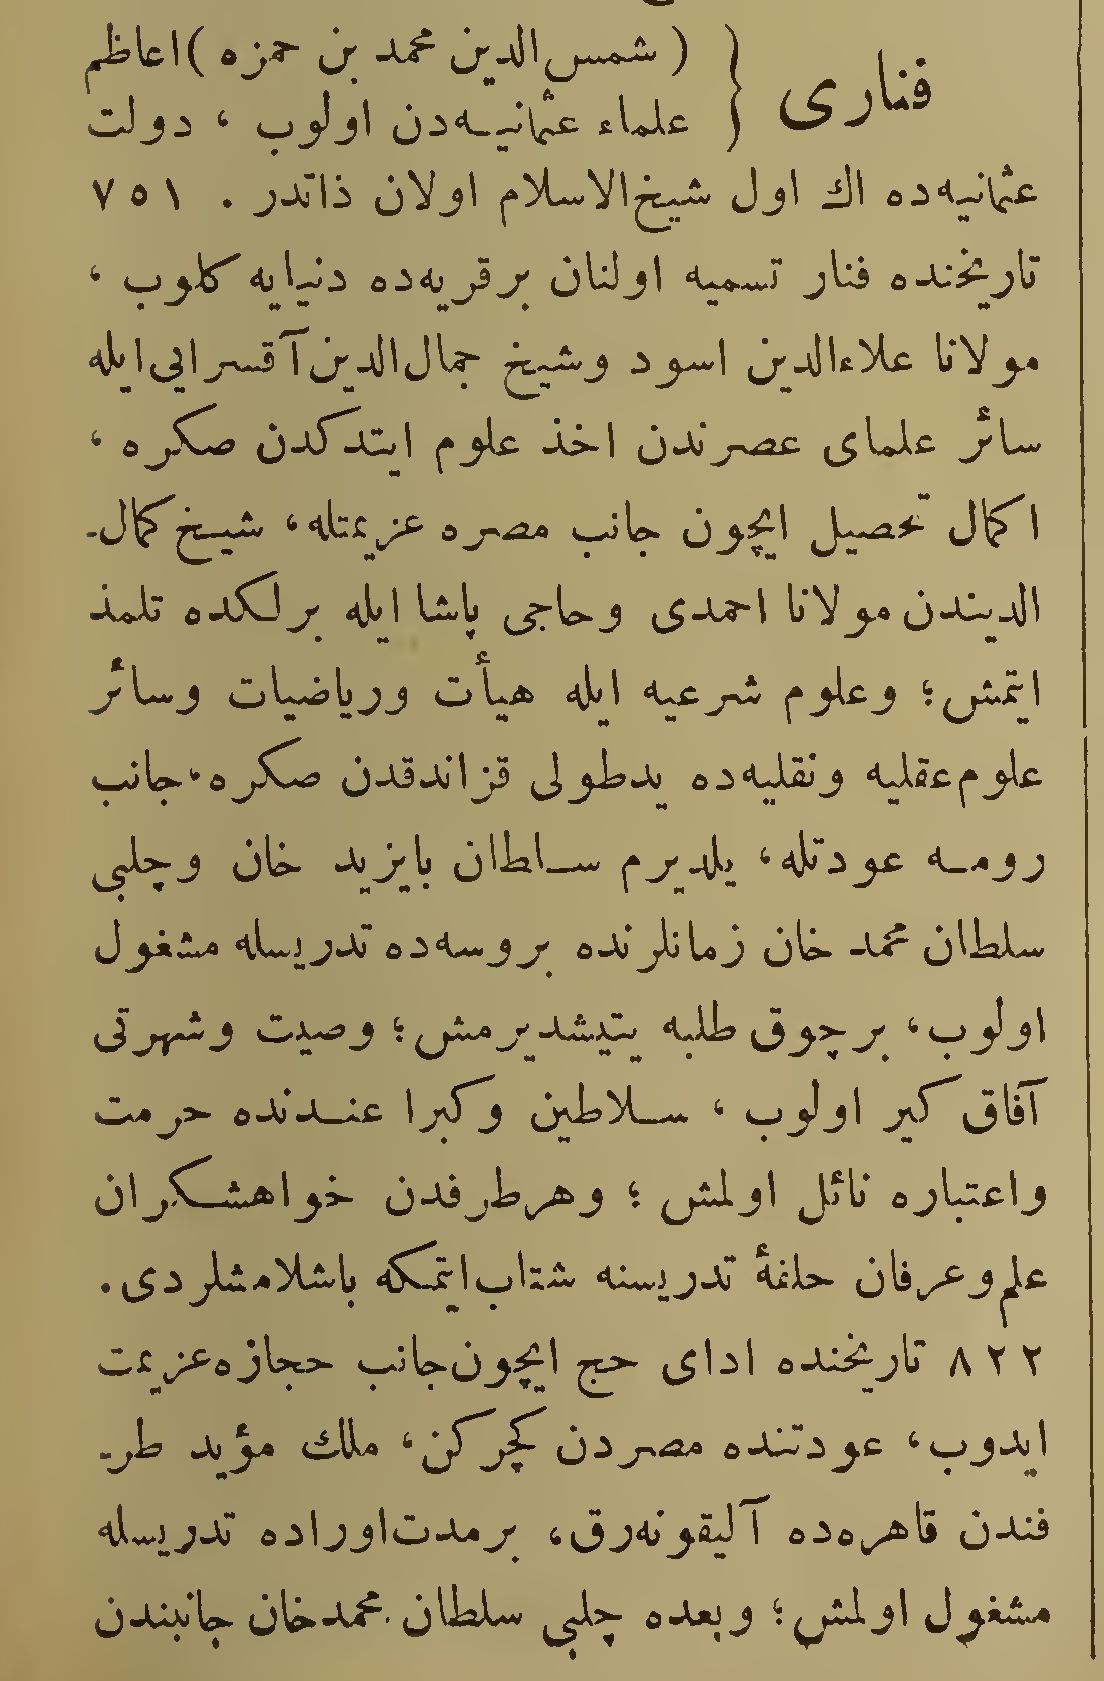 فناری } ( شمس‌الدین محمد بن حمزه ) اعاظم
علماء عثمانیه‌دن اولوب ، دولت
عثمانیه‌ده اك اول شیخ‌الاسلام اولان ذاتدر . ٧٥١
تاریخنده فنار تسمیه اولنان برقریه‌ده دنیایه کلوب ،
مولانا علاءالدین اسود وشیخ جمال‌الدین آقسرایی ایله
سائر علمای عصرندن اخذ علوم ایتدکدن صکره ،
اکمال تحصیل ایچون جانب مصره عزیمتله، شیخ کمال-
الدیندن مولانا احمدی وحاجی پاشا ایله برلکده تلمذ
ایتمش؛ وعلوم شرعیه ایله هیأت وریاضیات وسائر
علوم عقلیه ونقلیه‌ده یدطولی قزاندقدن صکره، جانب
رومه عودتله، یلدیرم سلطان بایزید خان وچلبی
سلطان محمد خان زمانلرنده بروسه‌ده تدریسله مشغول
اولوب، برچوق طلبه یتیشدیرمش؛ وصیت وشهرتی
آفاق کیر اولوب ، سلاطین وکبرا عندنده حرمت
واعتباره نائل اولمش ؛ وهرطرفدن خواهشکران
علم وعرفان حلقهٔ تدریسنه شتاب ایتمکه باشلامشلردی.
٨٢٢ تاریخنده ادای حج ایچون جانب حجازه عزیمت
ایدوب، عودتنده مصردن کچرکن، ملك مؤید طر-
فندن قاهره‌ده آلیقونه‌رق، برمدت اوراده تدریسله
مشغول اولمش؛ وبعده چلبی سلطان محمدخان جانبندن